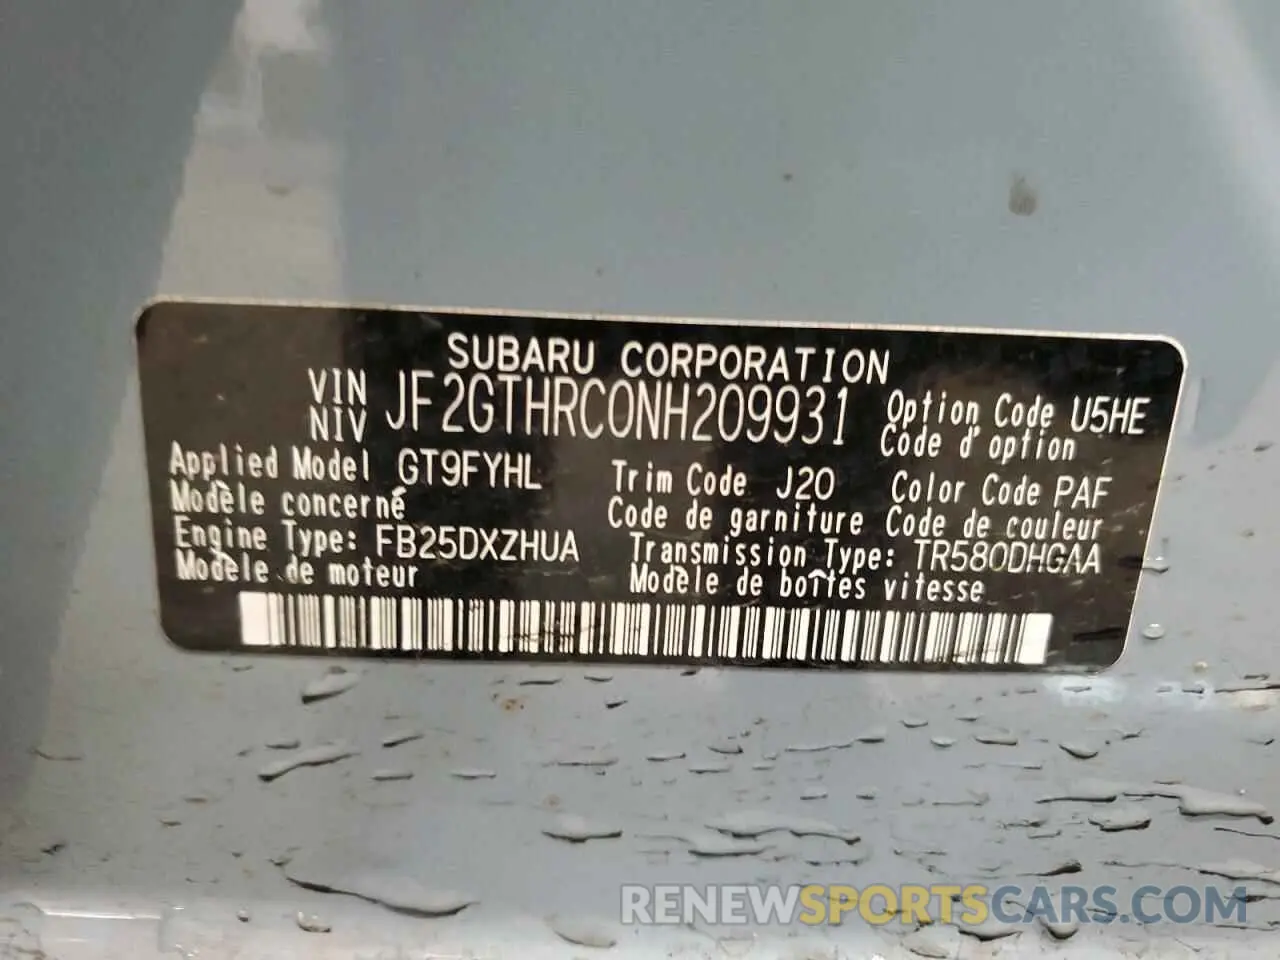 SUBARU CORPORATION
VIN JF2GTHRC0NH209931
NIV
Option Code U5HE
Code d'option
Applied Model GT9FYHL
Modèle concerné
Trim Code J20
Code de garniture
Color Code PAF
Code de couleur
Engine Type: FB25DXZHUA
Modèle de moteur
Transmission Type: TR580DHGAA
Modèle de boîtes vitesse
RENEWSPORTSCARS.COM